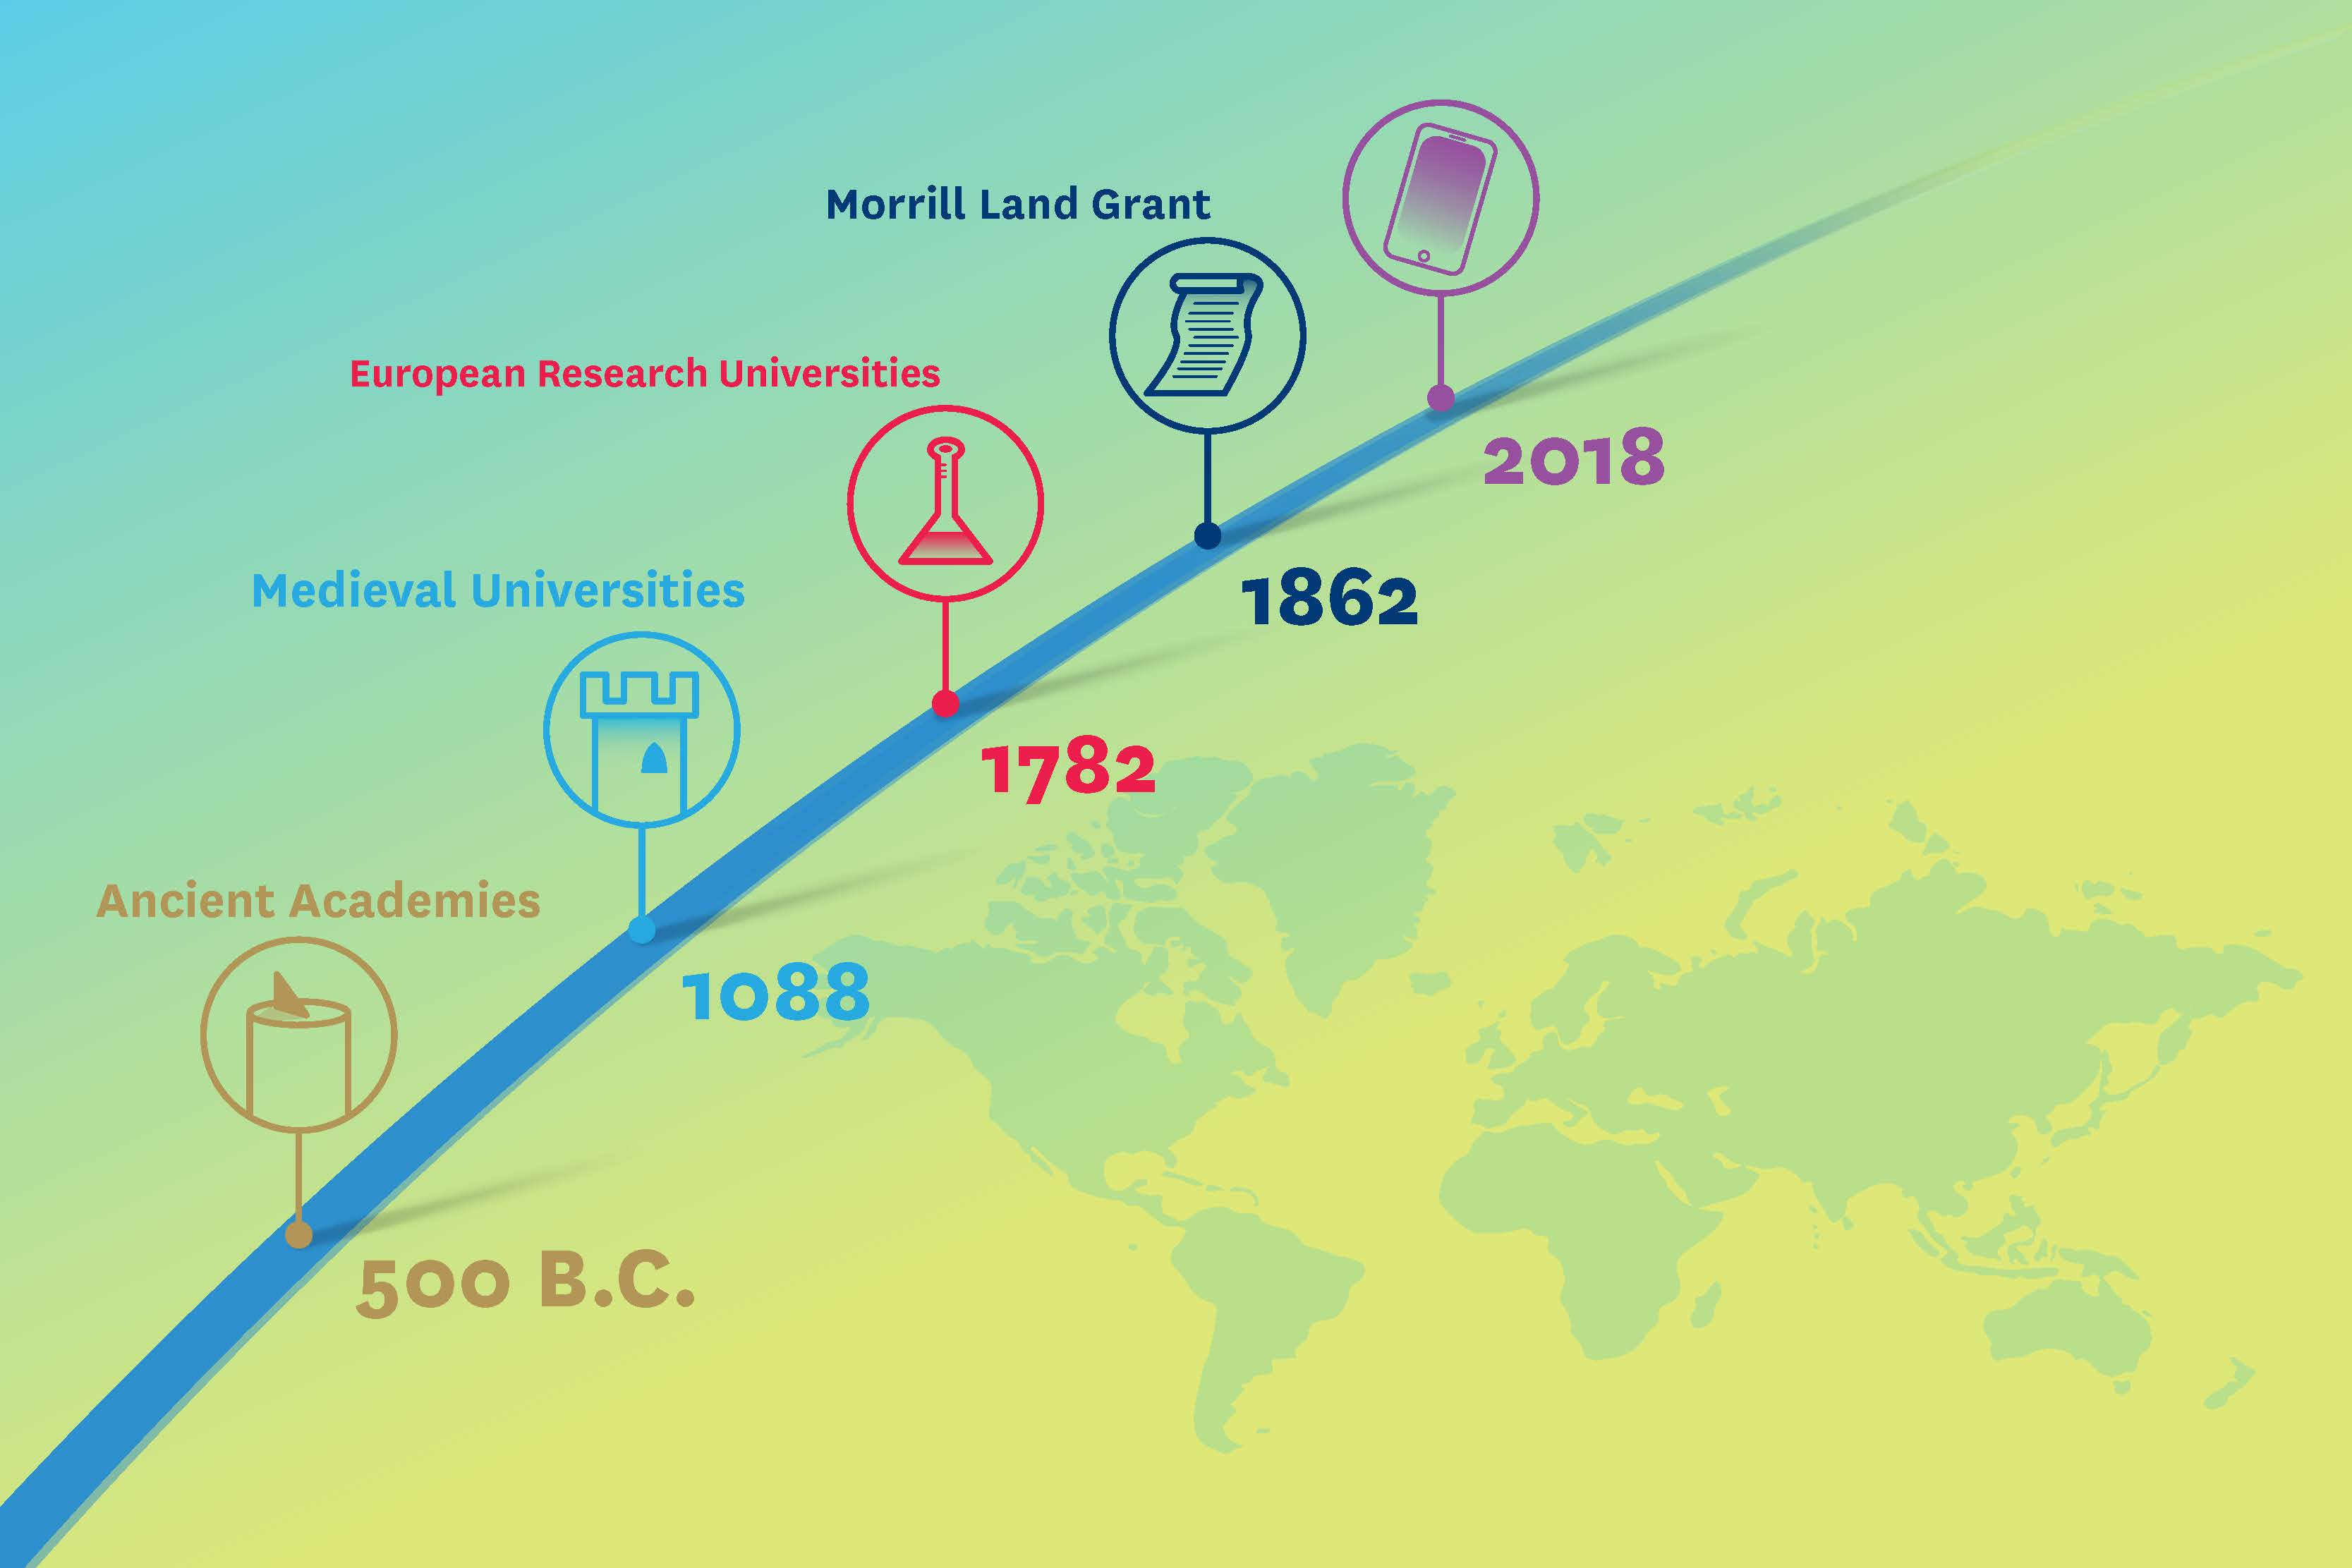 Morrill Land Grant
European Research Universities
2018
1862
Medieval Universities
1782
Ancient Academies
1088
500 B.C.